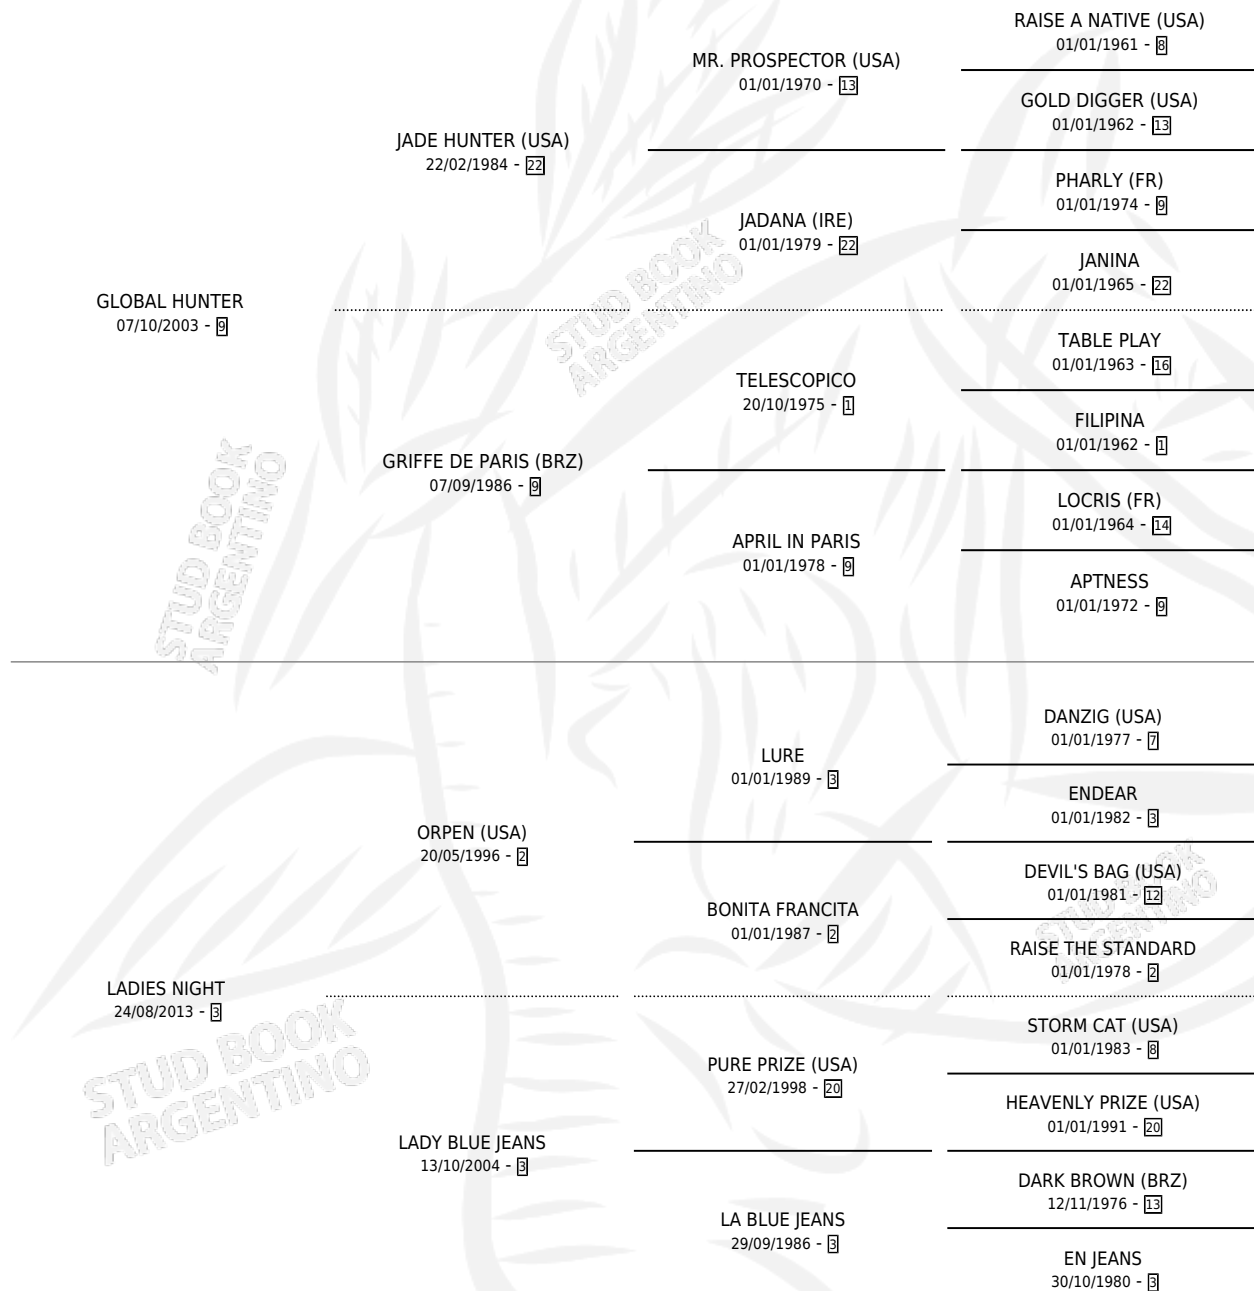 RAISE A NATIVE (USA)
01/01/1961 - 8
MR. PROSPECTOR (USA)
01/01/1970 - 13
GOLD DIGGER (USA)
01/01/1962 - 13
JADE HUNTER (USA)
22/02/1984 - 22
PHARLY (FR)
01/01/1974 - 9
JADANA (IRE)
01/01/1979 - 22
JANINA
01/01/1965 - 22
GLOBAL HUNTER
07/10/2003 - 9
TABLE PLAY
01/01/1963 - 16
TELESCOPICO
20/10/1975 - 1
FILIPINA
01/01/1962 - 1
GRIFFE DE PARIS (BRZ)
07/09/1986 - 9
LOCRIS (FR)
01/01/1964 - 14
APRIL IN PARIS
01/01/1978 - 9
APTNESS
01/01/1972 - 9
DANZIG (USA)
01/01/1977 - 7
LURE
01/01/1989 - 3
ENDEAR
01/01/1982 - 3
ORPEN (USA)
20/05/1996 - 2
DEVIL'S BAG (USA)
01/01/1981 - 12
BONITA FRANCITA
01/01/1987 - 2
RAISE THE STANDARD
01/01/1978 - 2
LADIES NIGHT
24/08/2013 - 3
STORM CAT (USA)
01/01/1983 - 8
PURE PRIZE (USA)
27/02/1998 - 20
HEAVENLY PRIZE (USA)
01/01/1991 - 20
LADY BLUE JEANS
13/10/2004 - 3
DARK BROWN (BRZ)
12/11/1976 - 13
LA BLUE JEANS
29/09/1986 - 3
EN JEANS
30/10/1980 - 3
STUD BOOK
ARGENTINO
STUD BOOK
ARGENTINO
STUD BOOK
ARGENTINO
STUD BOOK
ARGENTINO